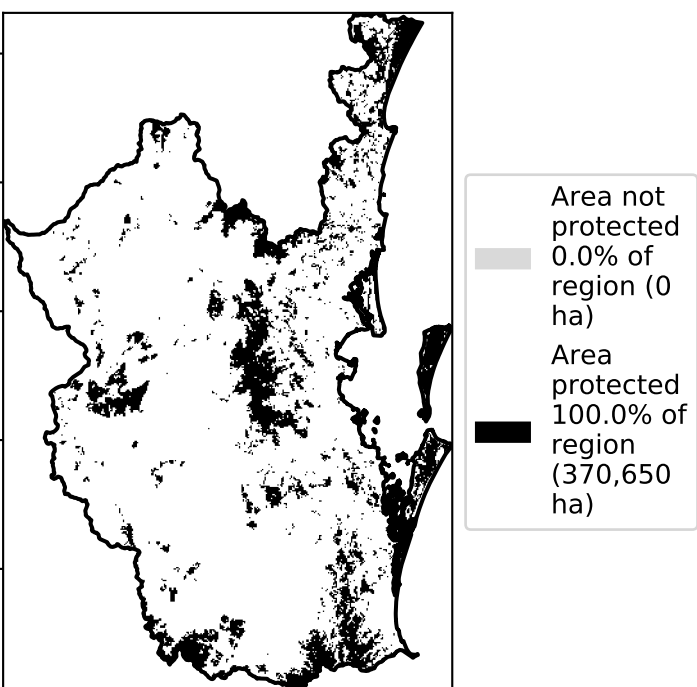 Area not
protected
0.0% of
region (0
ha)
Area
protected
100.0% of
region
(370,650
ha)